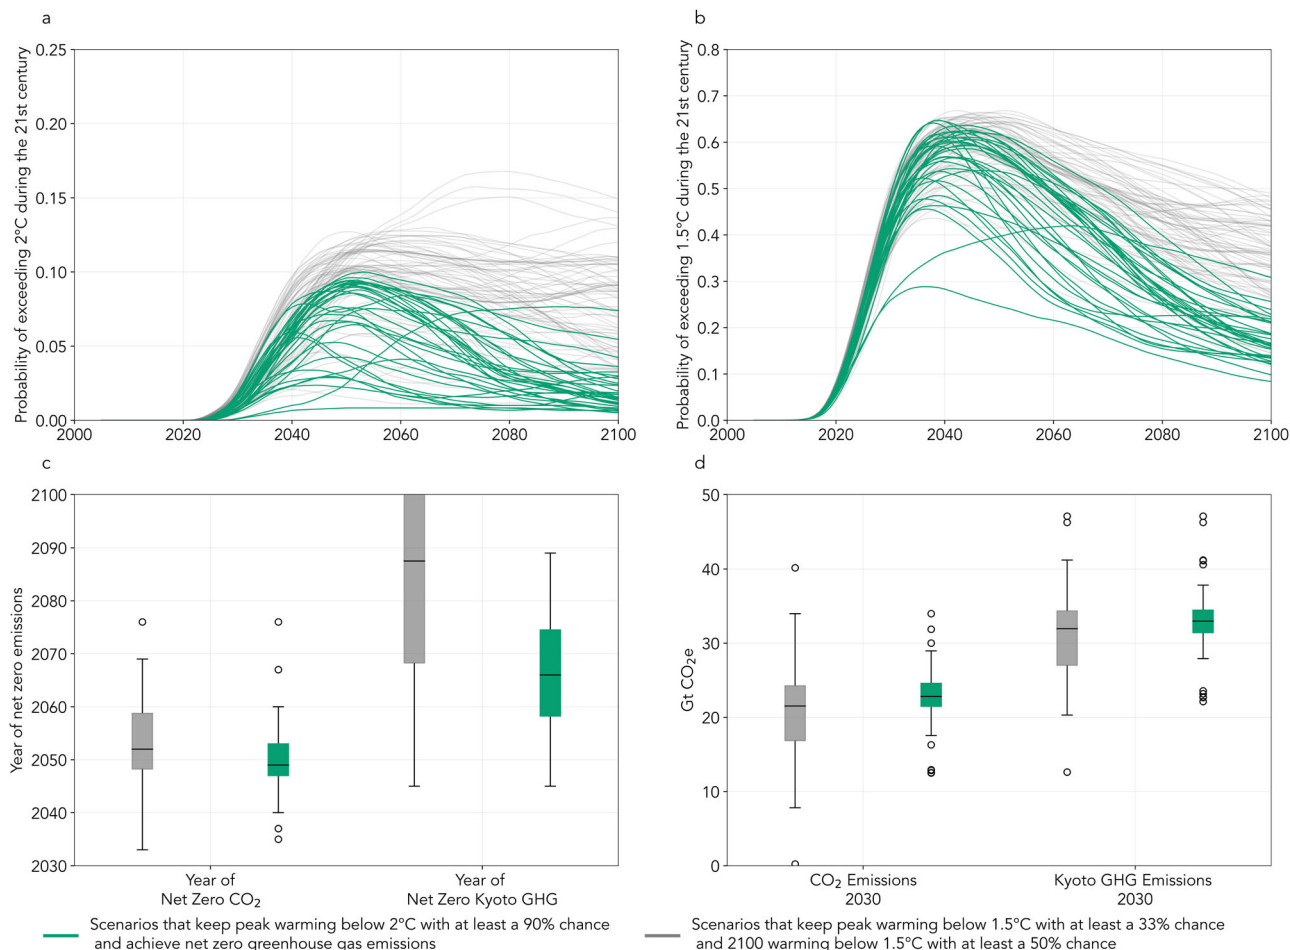 a
Probability of exceeding 2°C during the 21st century
0.25
0.20
0.15
0.10
0.05
0.00
2000
2020
2040
2060
2080
2100
b
Probability of exceeding 1.5°C during the 21st century
0.8
0.7
0.6
0.5
0.4
0.3
0.2
0.1
0.0
2000
2020
2040
2060
2080
2100
c
Year of net zero emissions
2100
2090
2080
2070
2060
2050
2040
2030
Year of
Net Zero CO₂
Year of
Net Zero Kyoto GHG
d
Gt CO₂e
50
40
30
20
10
0
CO₂ Emissions
2030
Kyoto GHG Emissions
2030
Scenarios that keep peak warming below 2°C with at least a 90% chance
and achieve net zero greenhouse gas emissions
Scenarios that keep peak warming below 1.5°C with at least a 33% chance
and 2100 warming below 1.5°C with at least a 50% chance